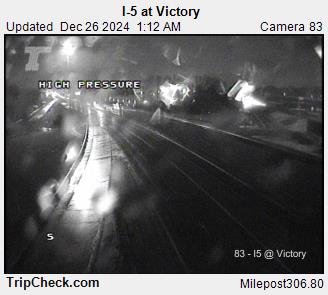 I-5 at Victory
Updated Dec 26 2024 1:12 AM Camera 83
T
HIGH PRESSURE
S
83 - I5 @ Victory
TripCheck.com Milepost306.80